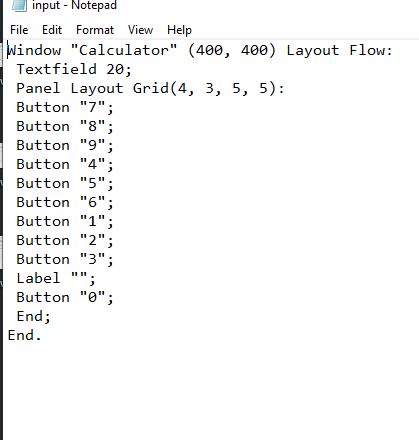 input - Notepad
File Edit Format View Help
Window "Calculator" (400, 400) Layout Flow:
Textfield 20;
Panel Layout Grid(4, 3, 5, 5):
Button "7";
Button "8";
Button "9";
Button "4";
Button "5";
Button "6";
Button "1";
Button "2";
Button "3";
Label "";
Button "0";
End;
End.